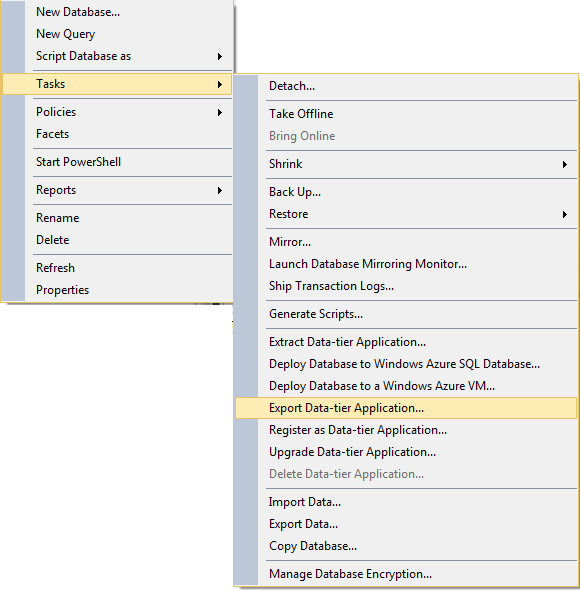 New Database...
New Query
Script Database as
Tasks
Policies
Facets
Start PowerShell
Reports
Rename
Delete
Refresh
Properties
Detach...
Take Offline
Bring Online
Shrink
Back Up...
Restore
Mirror...
Launch Database Mirroring Monitor...
Ship Transaction Logs...
Generate Scripts...
Extract Data-tier Application...
Deploy Database to Windows Azure SQL Database...
Deploy Database to a Windows Azure VM...
Export Data-tier Application...
Register as Data-tier Application...
Upgrade Data-tier Application...
Delete Data-tier Application...
Import Data...
Export Data...
Copy Database...
Manage Database Encryption...